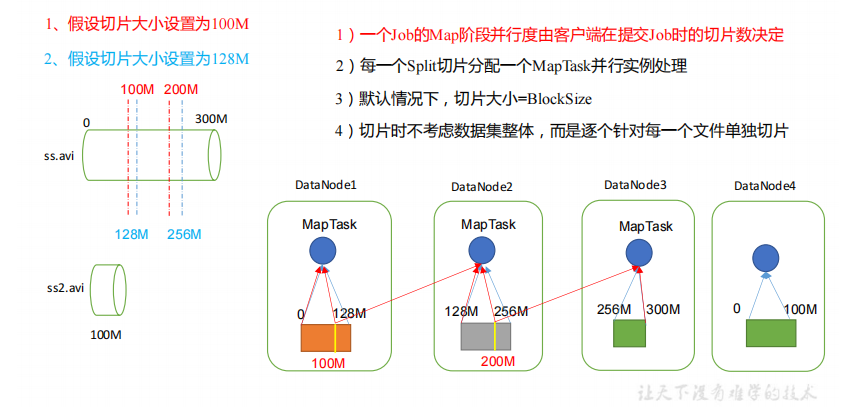 1、假设切片大小设置为100M
2、假设切片大小设置为128M
100M 200M
0
300M
ss.avi
128M
256M
ss2.avi
100M
1）一个Job的Map阶段并行度由客户端在提交Job时的切片数决定
2）每一个Split切片分配一个MapTask并行实例处理
3）默认情况下，切片大小=BlockSize
4）切片时不考虑数据集整体，而是逐个针对每一个文件单独切片
DataNode1
MapTask
0
128M
100M
DataNode2
MapTask
128M
256M
200M
DataNode3
MapTask
256M
300M
DataNode4
0
100M
让天下没有难学的技术